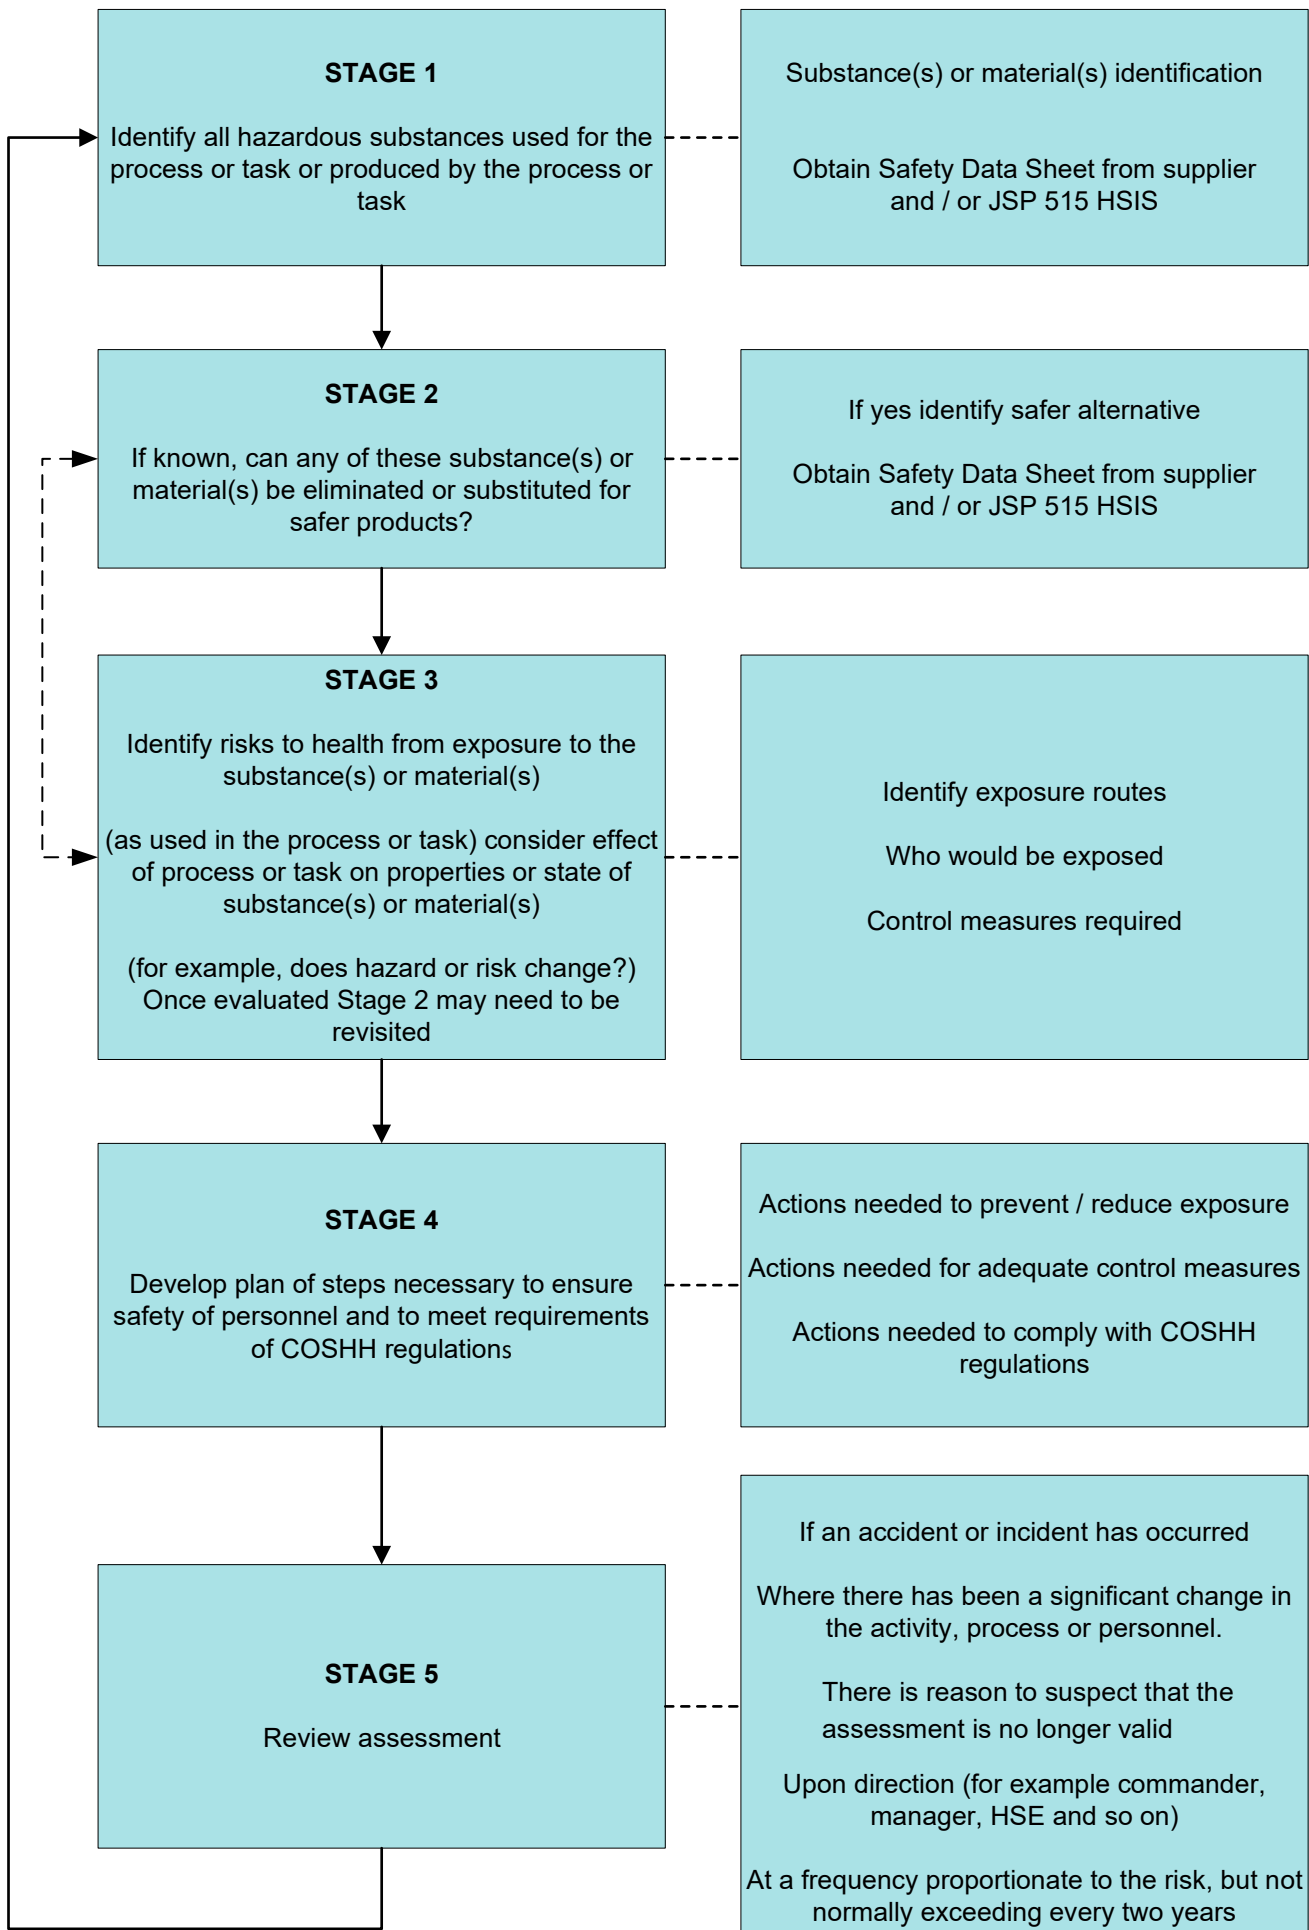 STAGE 1
Identify all hazardous substances used for the
process or task or produced by the process or
task
Substance(s) or material(s) identification
Obtain Safety Data Sheet from supplier
and / or JSP 515 HSIS
STAGE 2
If known, can any of these substance(s) or
material(s) be eliminated or substituted for
safer products?
If yes identify safer alternative
Obtain Safety Data Sheet from supplier
and / or JSP 515 HSIS
STAGE 3
Identify risks to health from exposure to the
substance(s) or material(s)
(as used in the process or task) consider effect
of process or task on properties or state of
substance(s) or material(s)
(for example, does hazard or risk change?)
Once evaluated Stage 2 may need to be
revisited
Identify exposure routes
Who would be exposed
Control measures required
STAGE 4
Develop plan of steps necessary to ensure
safety of personnel and to meet requirements
of COSHH regulations
Actions needed to prevent / reduce exposure
Actions needed for adequate control measures
Actions needed to comply with COSHH
regulations
STAGE 5
Review assessment
If an accident or incident has occurred
Where there has been a significant change in
the activity, process or personnel.
There is reason to suspect that the
assessment is no longer valid
Upon direction (for example commander,
manager, HSE and so on)
At a frequency proportionate to the risk, but not
normally exceeding every two years